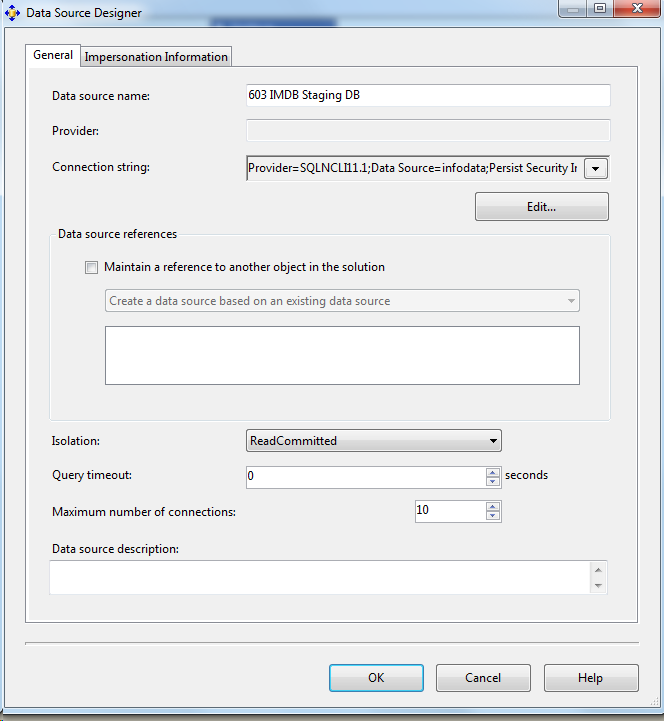 Data Source Designer
General
Impersonation Information
Data source name:
603 IMDB Staging DB
Provider:
Connection string:
Provider=SQLNCLI11.1;Data Source=infodata;Persist Security In
Edit...
Data source references
Maintain a reference to another object in the solution
Create a data source based on an existing data source
Isolation:
ReadCommitted
Query timeout:
0
seconds
Maximum number of connections:
10
Data source description:
OK
Cancel
Help